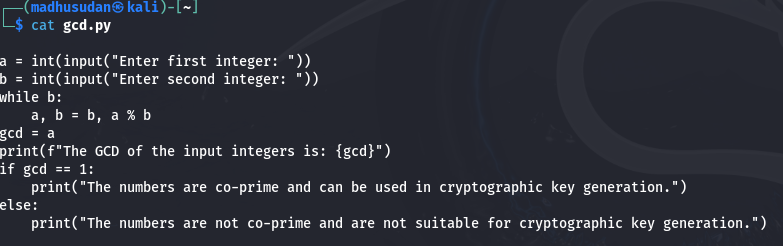 ┌──(madhusudan㉿kali)-[~]
└─$ cat gcd.py

a = int(input("Enter first integer: "))
b = int(input("Enter second integer: "))
while b:
    a, b = b, a % b
gcd = a
print(f"The GCD of the input integers is: {gcd}")
if gcd == 1:
    print("The numbers are co-prime and can be used in cryptographic key generation.")
else:
    print("The numbers are not co-prime and are not suitable for cryptographic key generation.")